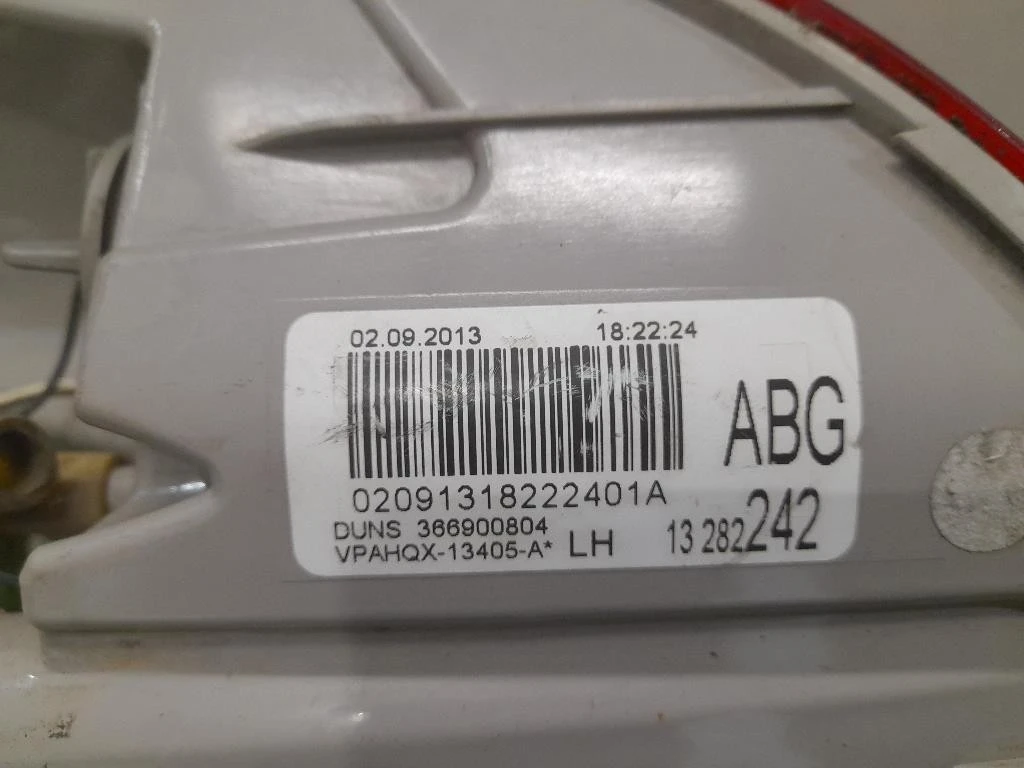 02.09.2013 18:22:24
ABG
02091318222401A
DUNS 366900804
VPAHQX-13405-A* LH 13 282 242